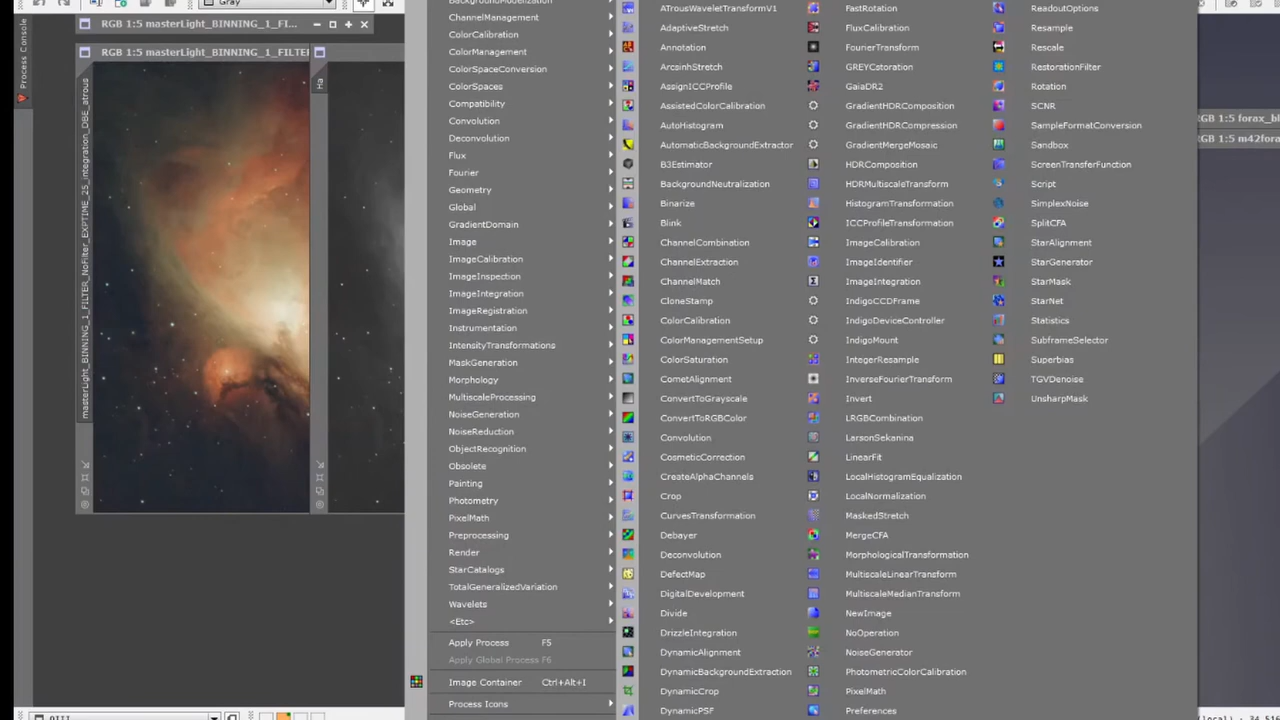 Gray
RGB 1:5 masterLight_BINNING_1_FI...
RGB 1:5 masterLight_BINNING_1_FILTEI
Process Console
masterLight_BINNING_1_FILTER_NoFilter_EXPTIME_25_integration_DBE_atrous
Ha
BackgroundModelization
ChannelManagement
ColorCalibration
ColorManagement
ColorSpaceConversion
ColorSpaces
Compatibility
Convolution
Deconvolution
Flux
Fourier
Geometry
Global
GradientDomain
Image
ImageCalibration
ImageInspection
ImageIntegration
ImageRegistration
Instrumentation
IntensityTransformations
MaskGeneration
Morphology
MultiscaleProcessing
NoiseGeneration
NoiseReduction
ObjectRecognition
Obsolete
Painting
Photometry
PixelMath
Preprocessing
Render
StarCatalogs
TotalGeneralizedVariation
Wavelets
<Etc>
Apply Process F5
Apply Global Process F6
Image Container Ctrl+Alt+I
Process Icons
ATrousWaveletTransformV1
AdaptiveStretch
Annotation
ArcsinhStretch
AssignICCProfile
AssistedColorCalibration
AutoHistogram
AutomaticBackgroundExtractor
B3Estimator
BackgroundNeutralization
Binarize
Blink
ChannelCombination
ChannelExtraction
ChannelMatch
CloneStamp
ColorCalibration
ColorManagementSetup
ColorSaturation
CometAlignment
ConvertToGrayscale
ConvertToRGBColor
Convolution
CosmeticCorrection
CreateAlphaChannels
Crop
CurvesTransformation
Debayer
Deconvolution
DefectMap
DigitalDevelopment
Divide
DrizzleIntegration
DynamicAlignment
DynamicBackgroundExtraction
DynamicCrop
DynamicPSF
FastRotation
FluxCalibration
FourierTransform
GREYCstoration
GaiaDR2
GradientHDRComposition
GradientHDRCompression
GradientMergeMosaic
HDRComposition
HDRMultiscaleTransform
HistogramTransformation
ICCProfileTransformation
ImageCalibration
ImageIdentifier
ImageIntegration
IndigoCCDFrame
IndigoDeviceController
IndigoMount
IntegerResample
InverseFourierTransform
Invert
LRGBCombination
LarsonSekanina
LinearFit
LocalHistogramEqualization
LocalNormalization
MaskedStretch
MergeCFA
MorphologicalTransformation
MultiscaleLinearTransform
MultiscaleMedianTransform
NewImage
NoOperation
NoiseGenerator
PhotometricColorCalibration
PixelMath
Preferences
ReadoutOptions
Resample
Rescale
RestorationFilter
Rotation
SCNR
SampleFormatConversion
Sandbox
ScreenTransferFunction
Script
SimplexNoise
SplitCFA
StarAlignment
StarGenerator
StarMask
StarNet
Statistics
SubframeSelector
Superbias
TGVDenoise
UnsharpMask
RGB 1:5 forax_bl
RGB 1:5 m42fora